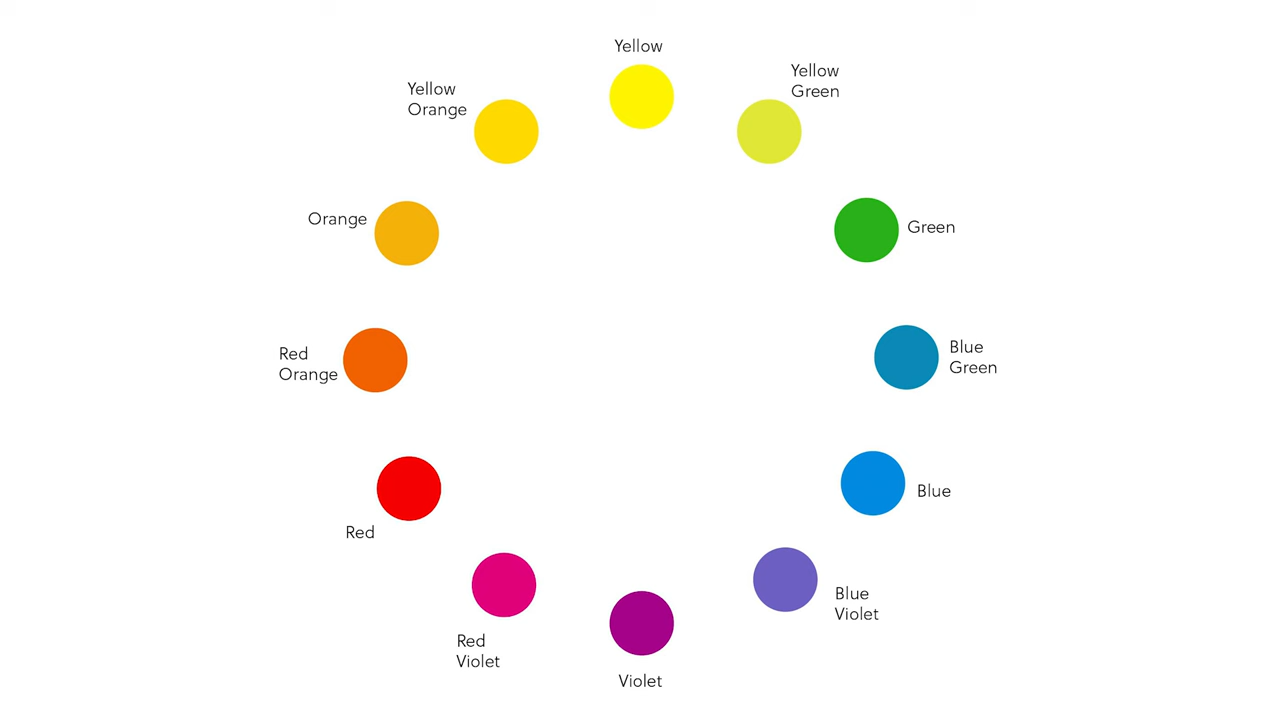 Yellow
Yellow
Green
Yellow
Orange
Orange
Green
Red
Orange
Blue
Green
Blue
Red
Blue
Violet
Red
Violet
Violet